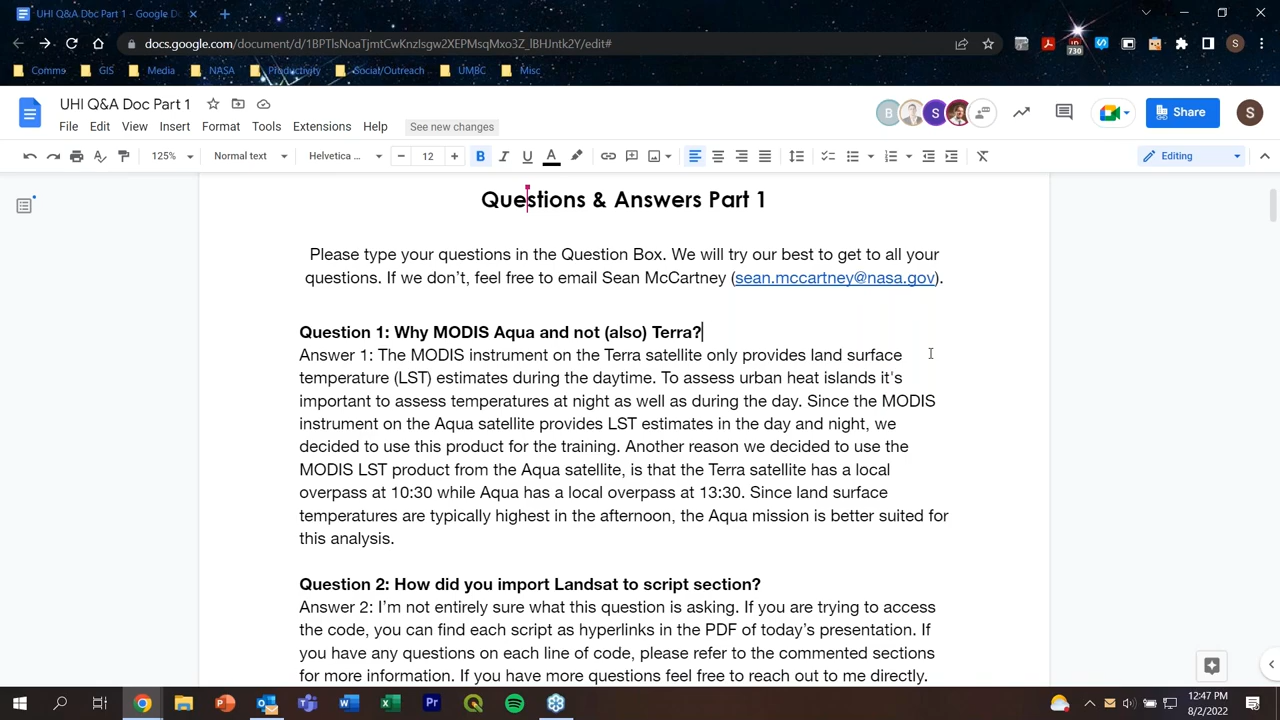 UHI Q&A Doc Part 1 - Google Do
docs.google.com/document/d/1BPTlsNoaTjmtCwKnzlsgw2XEPMsqMxo3Z_lBHJntk2Y/edit#
730
S
Comms GIS Media NASA Productivity Social/Outreach UMBC Misc
UHI Q&A Doc Part 1
B S Share S
File Edit View Insert Format Tools Extensions Help See new changes
125% Normal text Helvetica ... 12 B I U A Editing
Questions & Answers Part 1
Please type your questions in the Question Box. We will try our best to get to all your
questions. If we don't, feel free to email Sean McCartney (sean.mccartney@nasa.gov).
Question 1: Why MODIS Aqua and not (also) Terra?
Answer 1: The MODIS instrument on the Terra satellite only provides land surface
temperature (LST) estimates during the daytime. To assess urban heat islands it's
important to assess temperatures at night as well as during the day. Since the MODIS
instrument on the Aqua satellite provides LST estimates in the day and night, we
decided to use this product for the training. Another reason we decided to use the
MODIS LST product from the Aqua satellite, is that the Terra satellite has a local
overpass at 10:30 while Aqua has a local overpass at 13:30. Since land surface
temperatures are typically highest in the afternoon, the Aqua mission is better suited for
this analysis.
Question 2: How did you import Landsat to script section?
Answer 2: I'm not entirely sure what this question is asking. If you are trying to access
the code, you can find each script as hyperlinks in the PDF of today's presentation. If
you have any questions on each line of code, please refer to the commented sections
for more information. If you have more questions feel free to reach out to me directly.
12:47 PM
8/2/2022